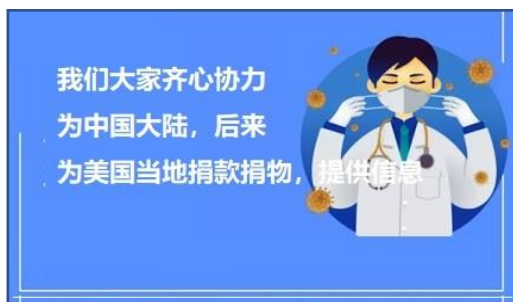 我们大家齐心协力
为中国大陆，后来
为美国当地捐款捐物，提供信息